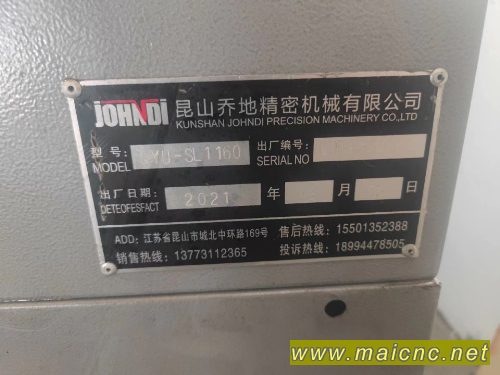 JOHNDI 昆山乔地精密机械有限公司
KUNSHAN JOHNDI PRECISION MACHINERY CO,.LTD
型号: YD-SL1160 出厂编号:
MODEL SERIAL NO
出厂日期: 2021 年 月 日
DETEOFESFACT
ADD: 江苏省昆山市城北中环路169号 售后热线: 15501352388
销售热线: 13773112365 投诉热线: 18994478505
www.maicnc.net